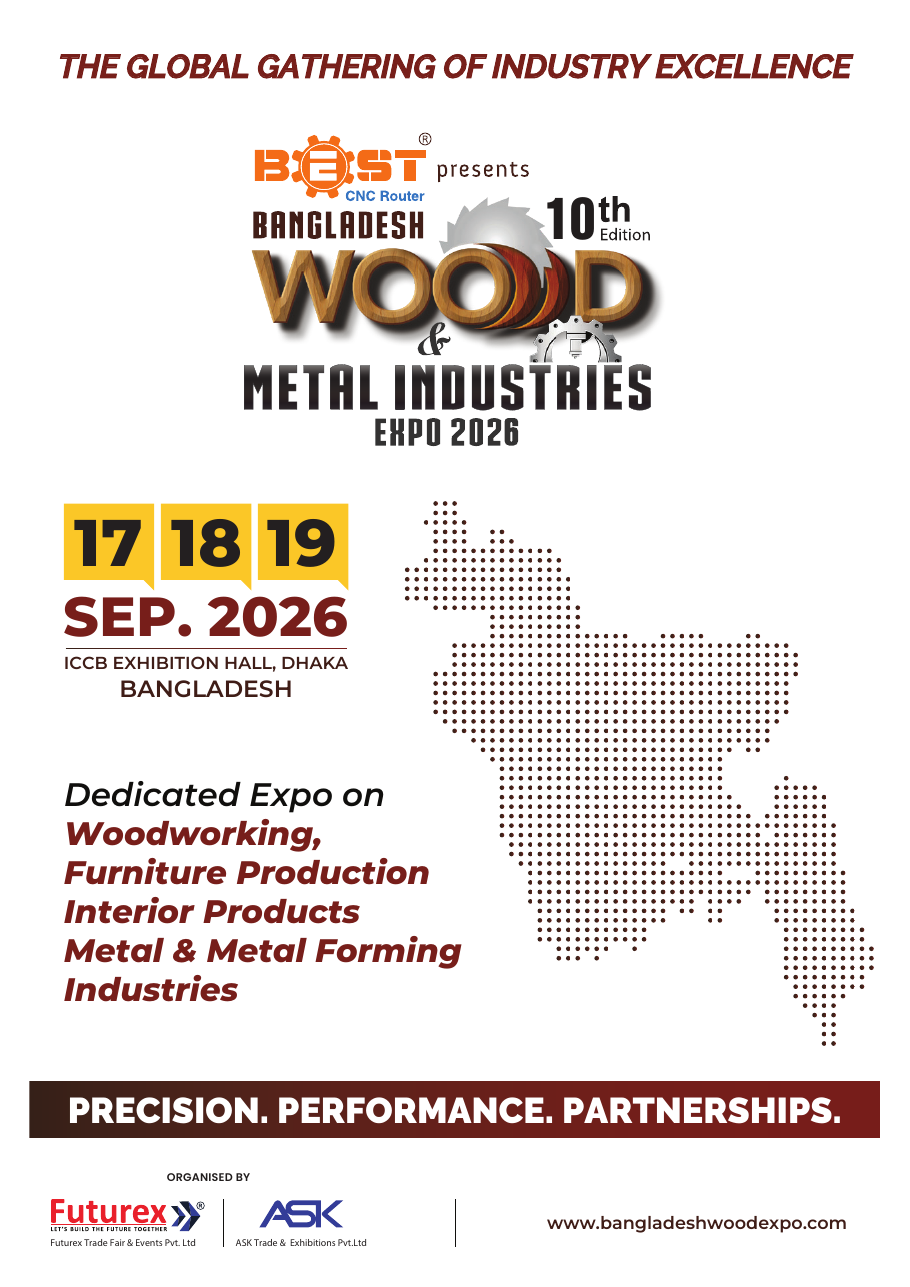 THE GLOBAL GATHERING OF INDUSTRY EXCELLENCE
BEST® presents
CNC Router
BANGLADESH
10th
Edition
WOOD
&
METAL INDUSTRIES
EXPO 2026
17 18 19
SEP. 2026
ICCB EXHIBITION HALL, DHAKA
BANGLADESH
Dedicated Expo on
Woodworking,
Furniture Production
Interior Products
Metal & Metal Forming
Industries
PRECISION. PERFORMANCE. PARTNERSHIPS.
ORGANISED BY
Futurex®
LET'S BUILD THE FUTURE TOGETHER
Futurex Trade Fair & Events Pvt. Ltd
ASK
ASK Trade & Exhibitions Pvt.Ltd
www.bangladeshwoodexpo.com